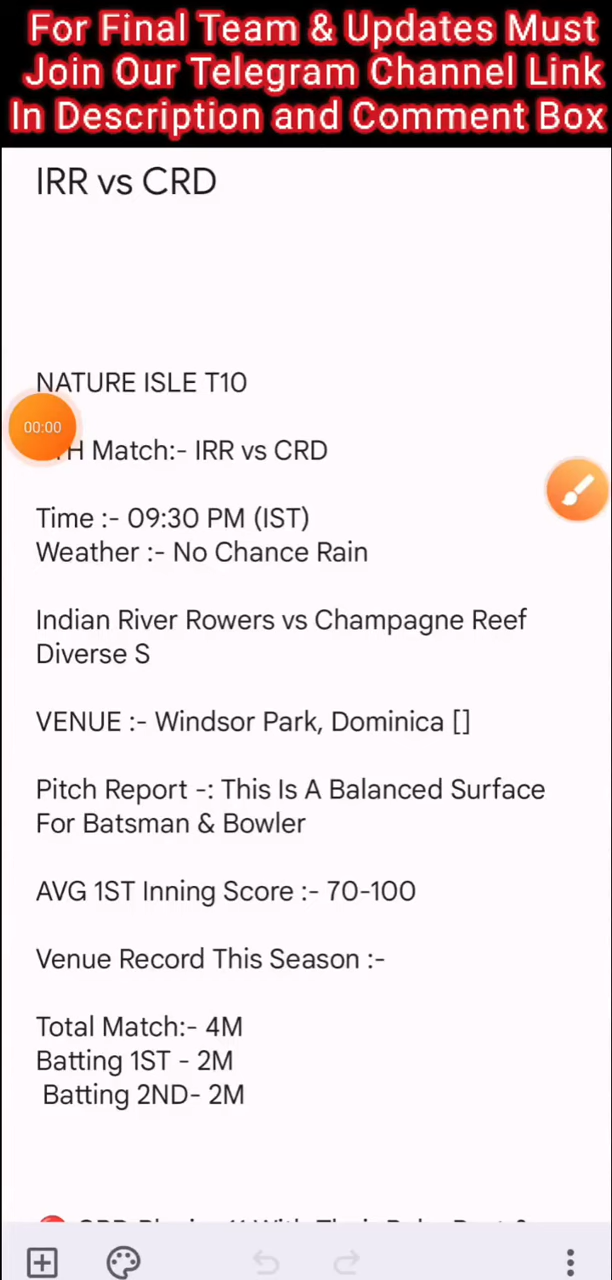 For Final Team & Updates Must
Join Our Telegram Channel Link
In Description and Comment Box
IRR vs CRD
NATURE ISLE T10
00:00
H Match:- IRR vs CRD
Time :- 09:30 PM (IST)
Weather :- No Chance Rain
Indian River Rowers vs Champagne Reef
Diverse S
VENUE :- Windsor Park, Dominica []
Pitch Report -: This Is A Balanced Surface
For Batsman & Bowler
AVG 1ST Inning Score :- 70-100
Venue Record This Season :-
Total Match:- 4M
Batting 1ST - 2M
Batting 2ND- 2M